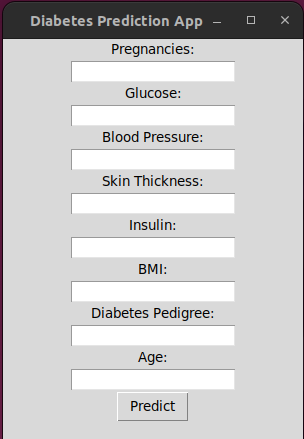 Diabetes Prediction App
Pregnancies:
Glucose:
Blood Pressure:
Skin Thickness:
Insulin:
BMI:
Diabetes Pedigree:
Age:
Predict